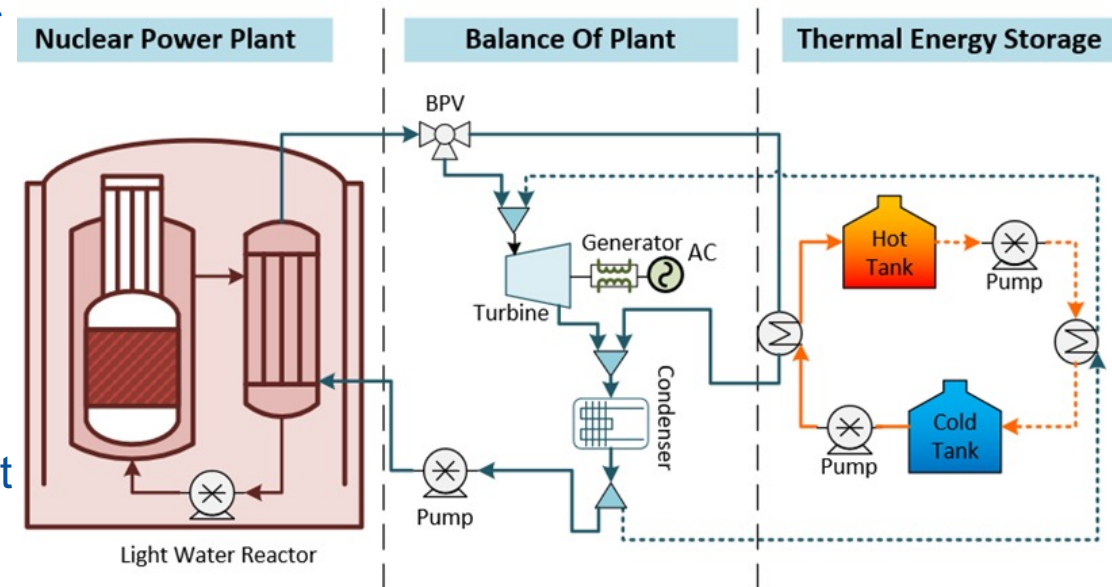 Nuclear Power Plant
Balance Of Plant
Thermal Energy Storage
BPV
Generator
AC
Turbine
Condenser
Pump
Hot
Tank
Pump
Cold
Tank
Pump
t
Light Water Reactor